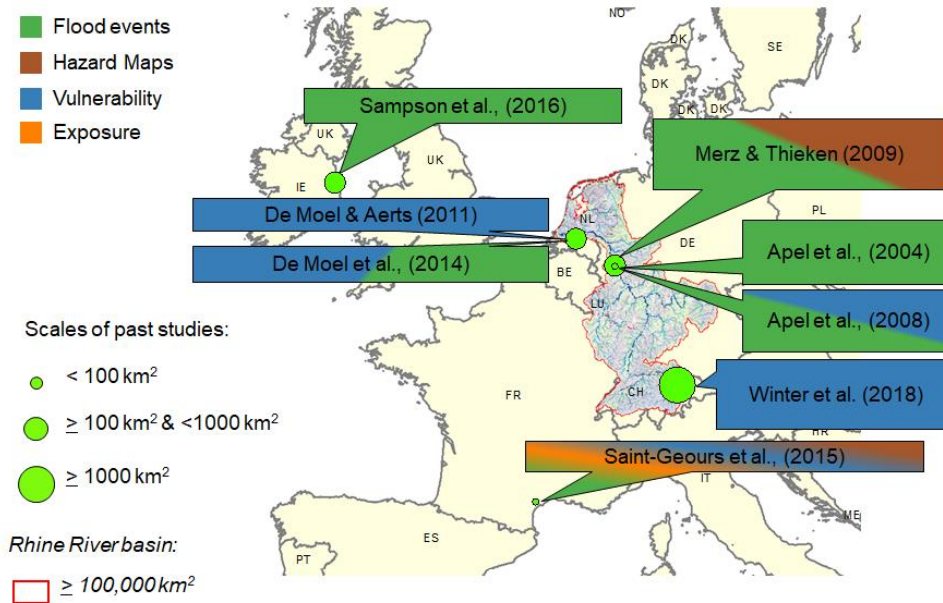 Flood events
Hazard Maps
Vulnerability
Exposure
NO
SE
DK
DK
DK
DK
Sampson et al., (2016)
UK
UK
IE
Merz & Thieken (2009)
De Moel & Aerts (2011)
NL
PL
DE
De Moel et al., (2014)
BE
Apel et al., (2004)
LU
Apel et al., (2008)
Scales of past studies:
< 100 km²
≥ 100 km² & <1000 km²
≥ 1000 km²
FR
CH
Winter et al. (2018)
HR
Saint-Geours et al., (2015)
IT
ME
ES
PT
Rhine River basin:
≥ 100,000 km²